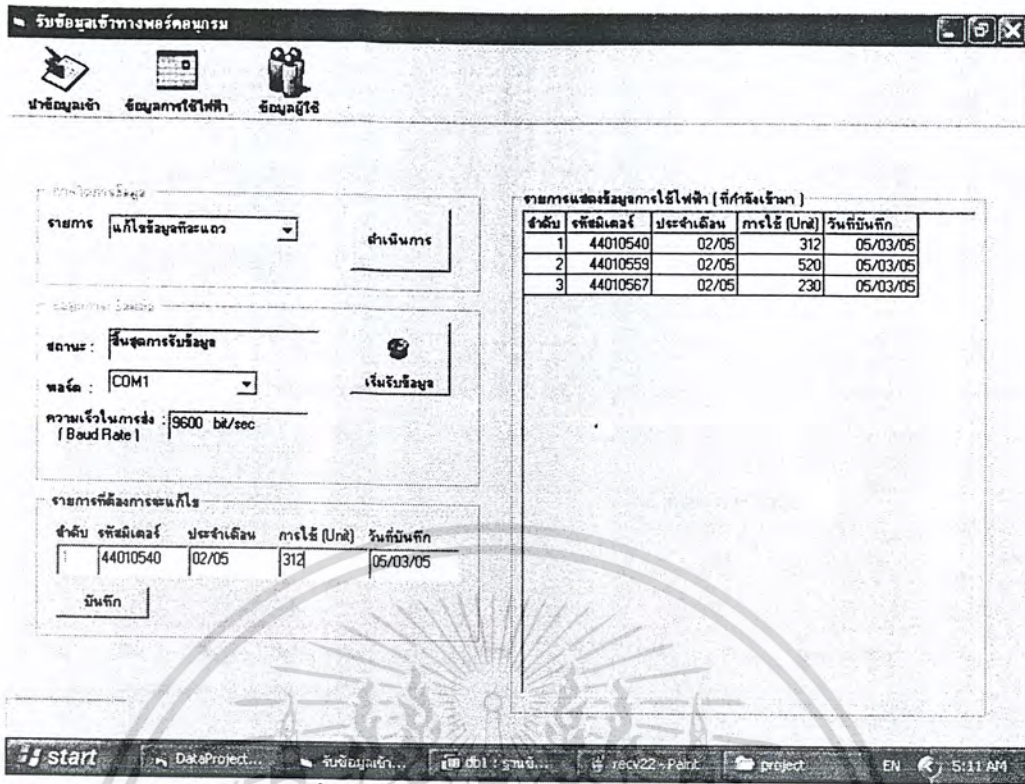 รับข้อมูลเข้าทางพอร์ตอนุกรม
นำข้อมูลเข้า ข้อมูลการใช้ไฟฟ้า ข้อมูลผู้ใช้
รายการ แก้ไขข้อมูลทีละแถว
ดำเนินการ
สถานะ : สิ้นสุดการรับข้อมูล
พอร์ต : COM1
เริ่มรับข้อมูล
ความเร็วในการส่ง : 9600 bit/sec
( Baud Rate )
รายการที่ต้องการจะแก้ไข
ลำดับ รหัสมิเตอร์ ประจำเดือน การใช้ (Unit) วันที่บันทึก
1 44010540 02/05 312 05/03/05
บันทึก
รายการแสดงข้อมูลการใช้ไฟฟ้า ( ที่กำลังเข้ามา )
ลำดับ รหัสมิเตอร์ ประจำเดือน การใช้ (Unit) วันที่บันทึก
1 44010540 02/05 312 05/03/05
2 44010559 02/05 520 05/03/05
3 44010567 02/05 230 05/03/05
start DataProject... รับข้อมูลเข้า... db1 : ฐานข้... recv22 - Paint project EN 5:11 AM